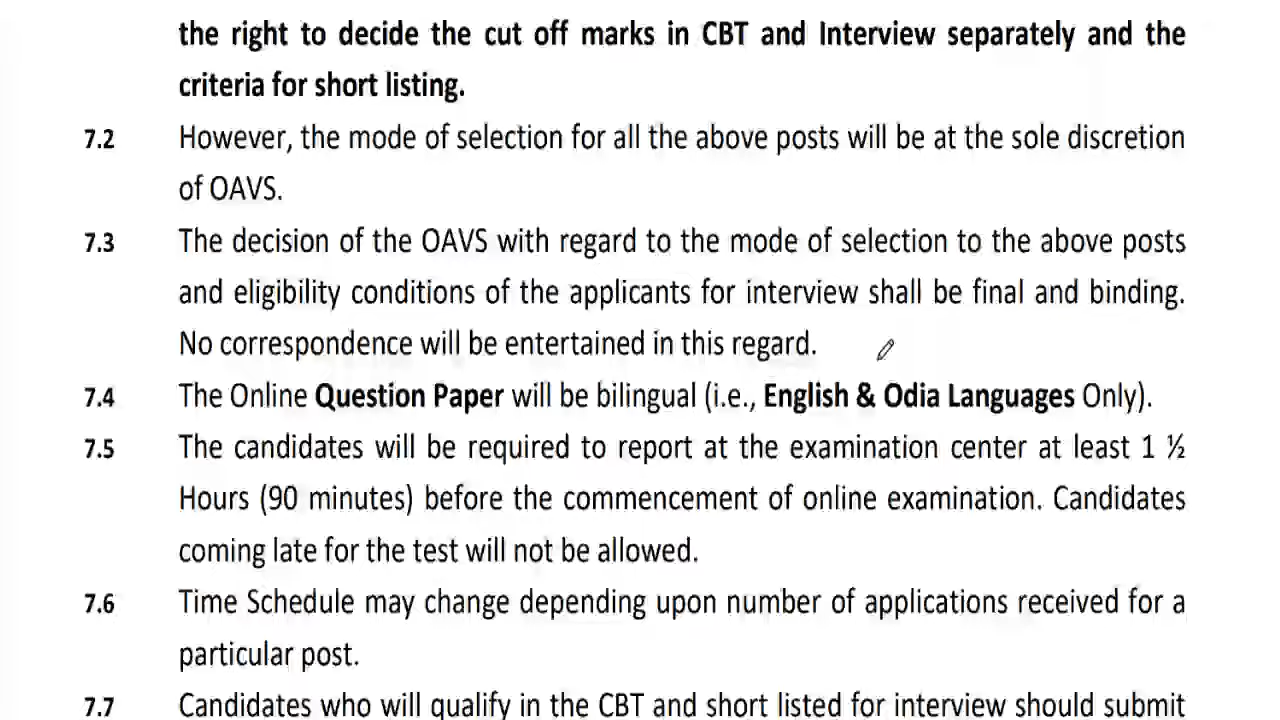 the right to decide the cut off marks in CBT and Interview separately and the
criteria for short listing.
7.2 However, the mode of selection for all the above posts will be at the sole discretion
of OAVS.
7.3 The decision of the OAVS with regard to the mode of selection to the above posts
and eligibility conditions of the applicants for interview shall be final and binding.
No correspondence will be entertained in this regard.
7.4 The Online Question Paper will be bilingual (i.e., English & Odia Languages Only).
7.5 The candidates will be required to report at the examination center at least 1 ½
Hours (90 minutes) before the commencement of online examination. Candidates
coming late for the test will not be allowed.
7.6 Time Schedule may change depending upon number of applications received for a
particular post.
7.7 Candidates who will qualify in the CBT and short listed for interview should submit